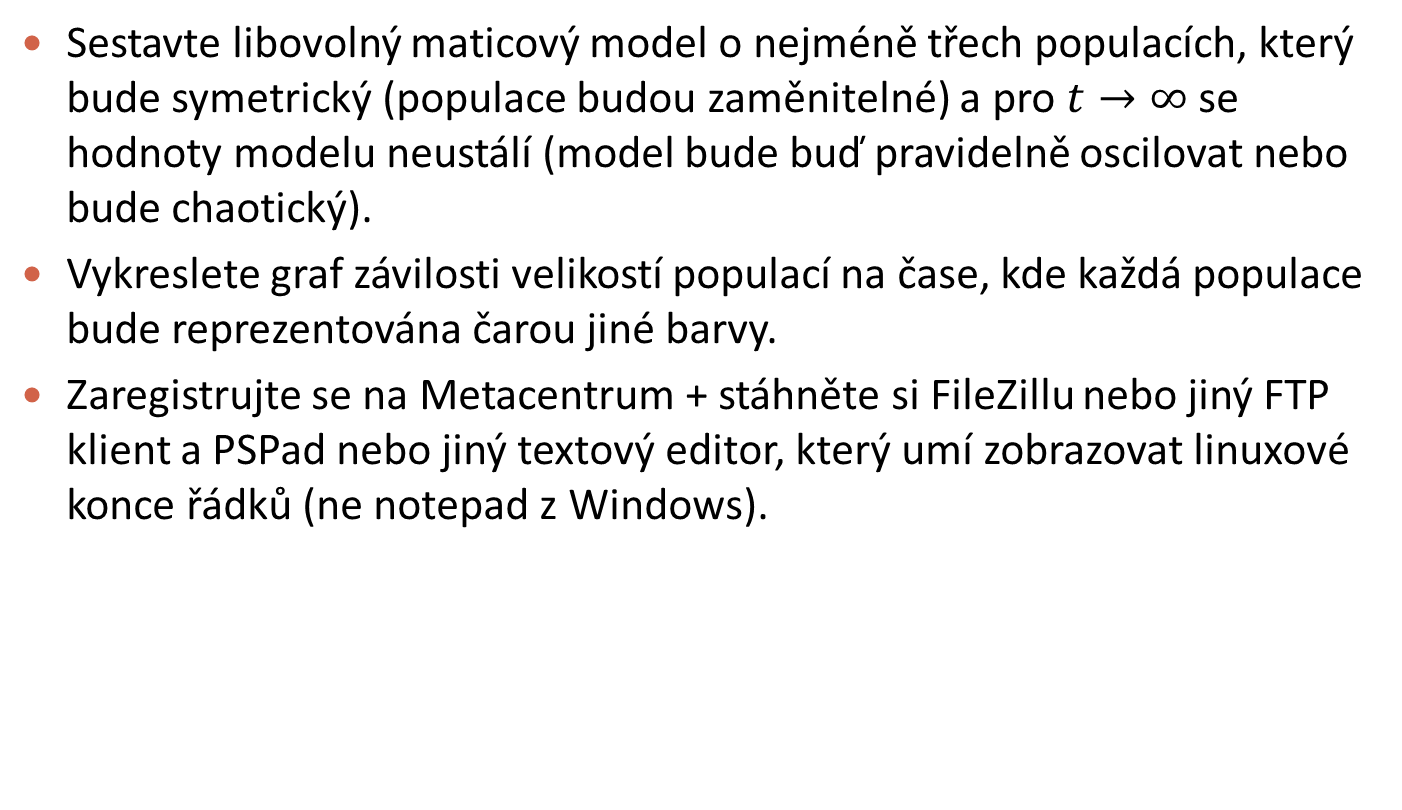 • Sestavte libovolný maticový model o nejméně třech populacích, který
bude symetrický (populace budou zaměnitelné) a pro t → ∞ se
hodnoty modelu neustálí (model bude buď pravidelně oscilovat nebo
bude chaotický).
• Vykreslete graf závilosti velikostí populací na čase, kde každá populace
bude reprezentována čarou jiné barvy.
• Zaregistrujte se na Metacentrum + stáhněte si FileZillu nebo jiný FTP
klient a PSPad nebo jiný textový editor, který umí zobrazovat linuxové
konce řádků (ne notepad z Windows).